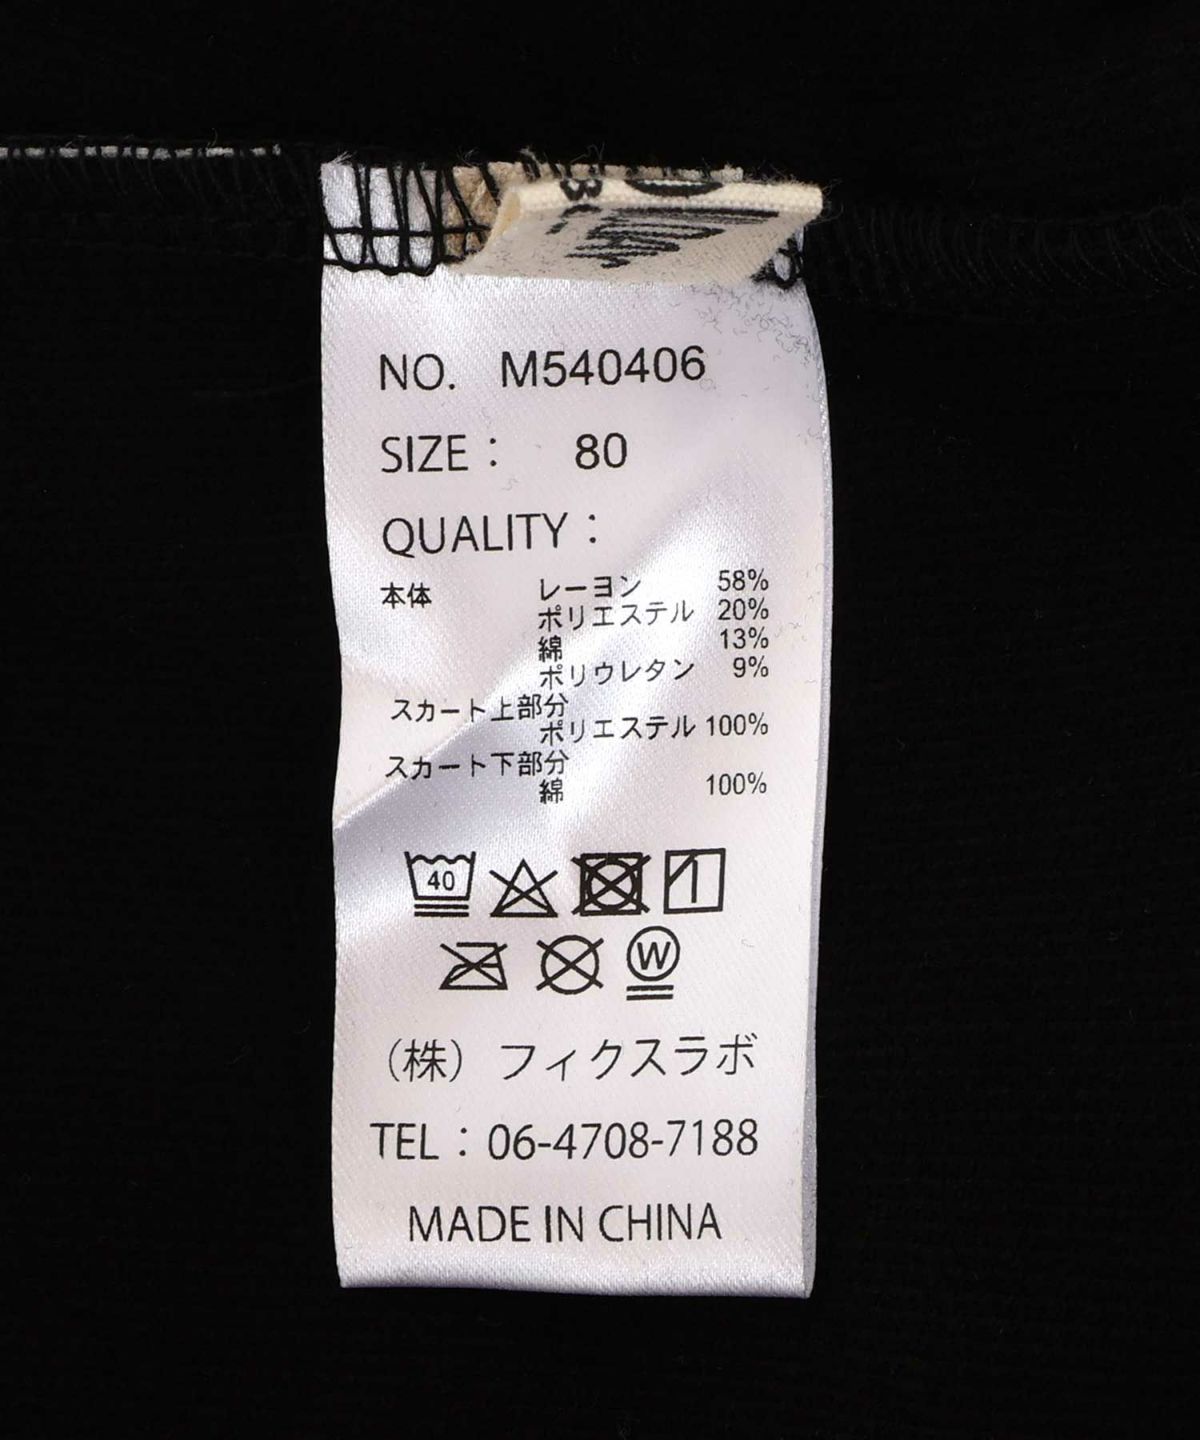 NO. M540406
SIZE : 80
QUALITY :
本体 レーヨン 58%
ポリエステル 20%
綿 13%
ポリウレタン 9%
スカート上部分
ポリエステル 100%
スカート下部分
綿 100%
40
W
（株）フィクスラボ
TEL : 06-4708-7188
MADE IN CHINA